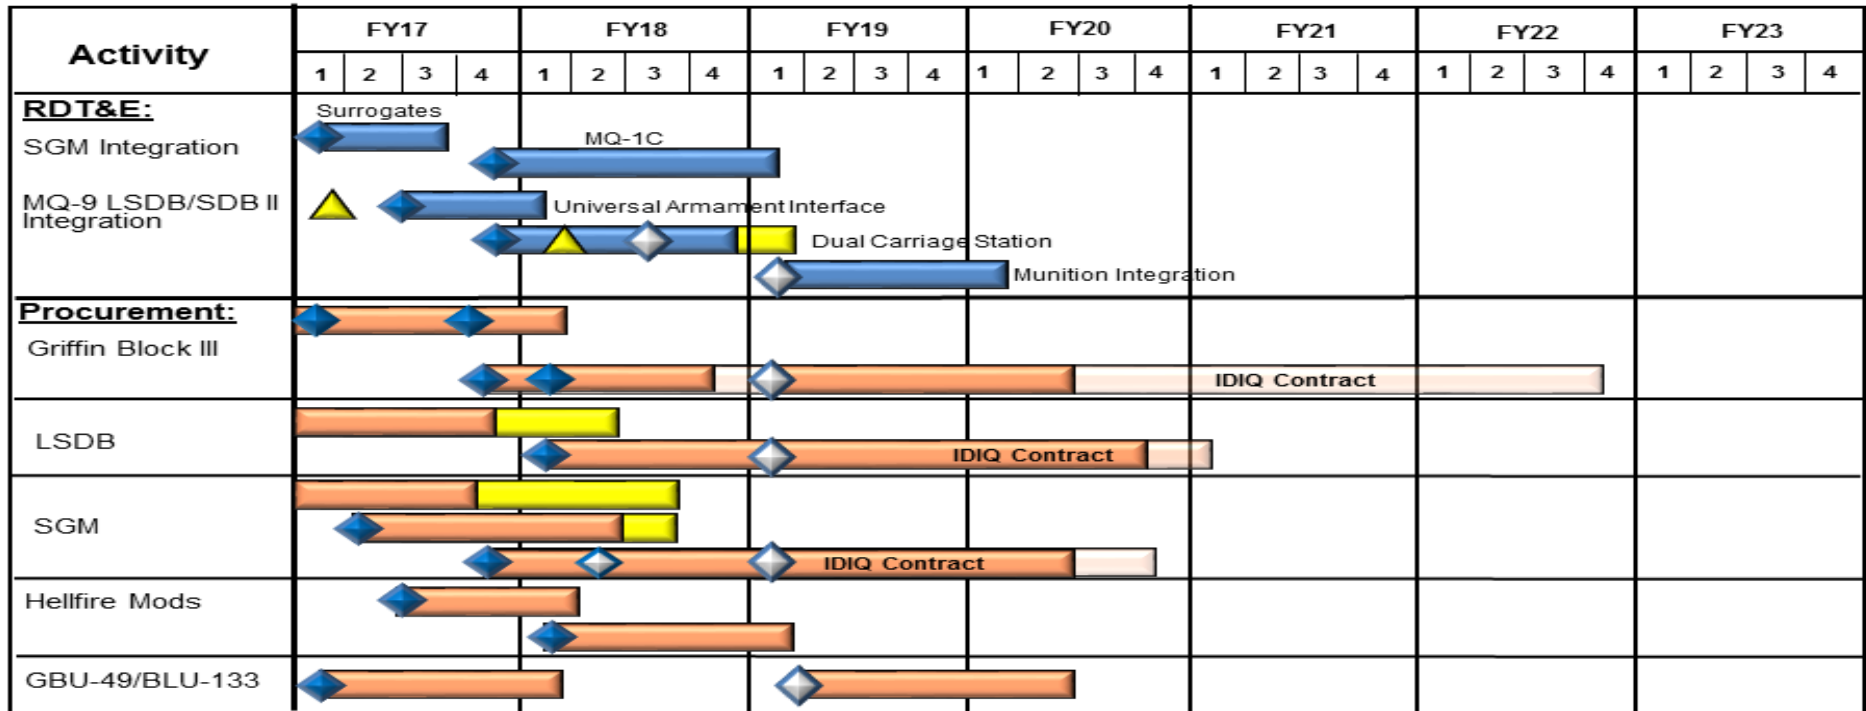 Activity
FY17 FY18 FY19 FY20 FY21 FY22 FY23
1 2 3 4 1 2 3 4 1 2 3 4 1 2 3 4 1 2 3 4 1 2 3 4 1 2 3 4
RDT&E:
Surrogates
SGM Integration
MQ-1C
MQ-9 LSDB/SDB II
Integration
Universal Armament Interface
Dual Carriage Station
Munition Integration
Procurement:
Griffin Block III
IDIQ Contract
LSDB
IDIQ Contract
SGM
IDIQ Contract
Hellfire Mods
GBU-49/BLU-133